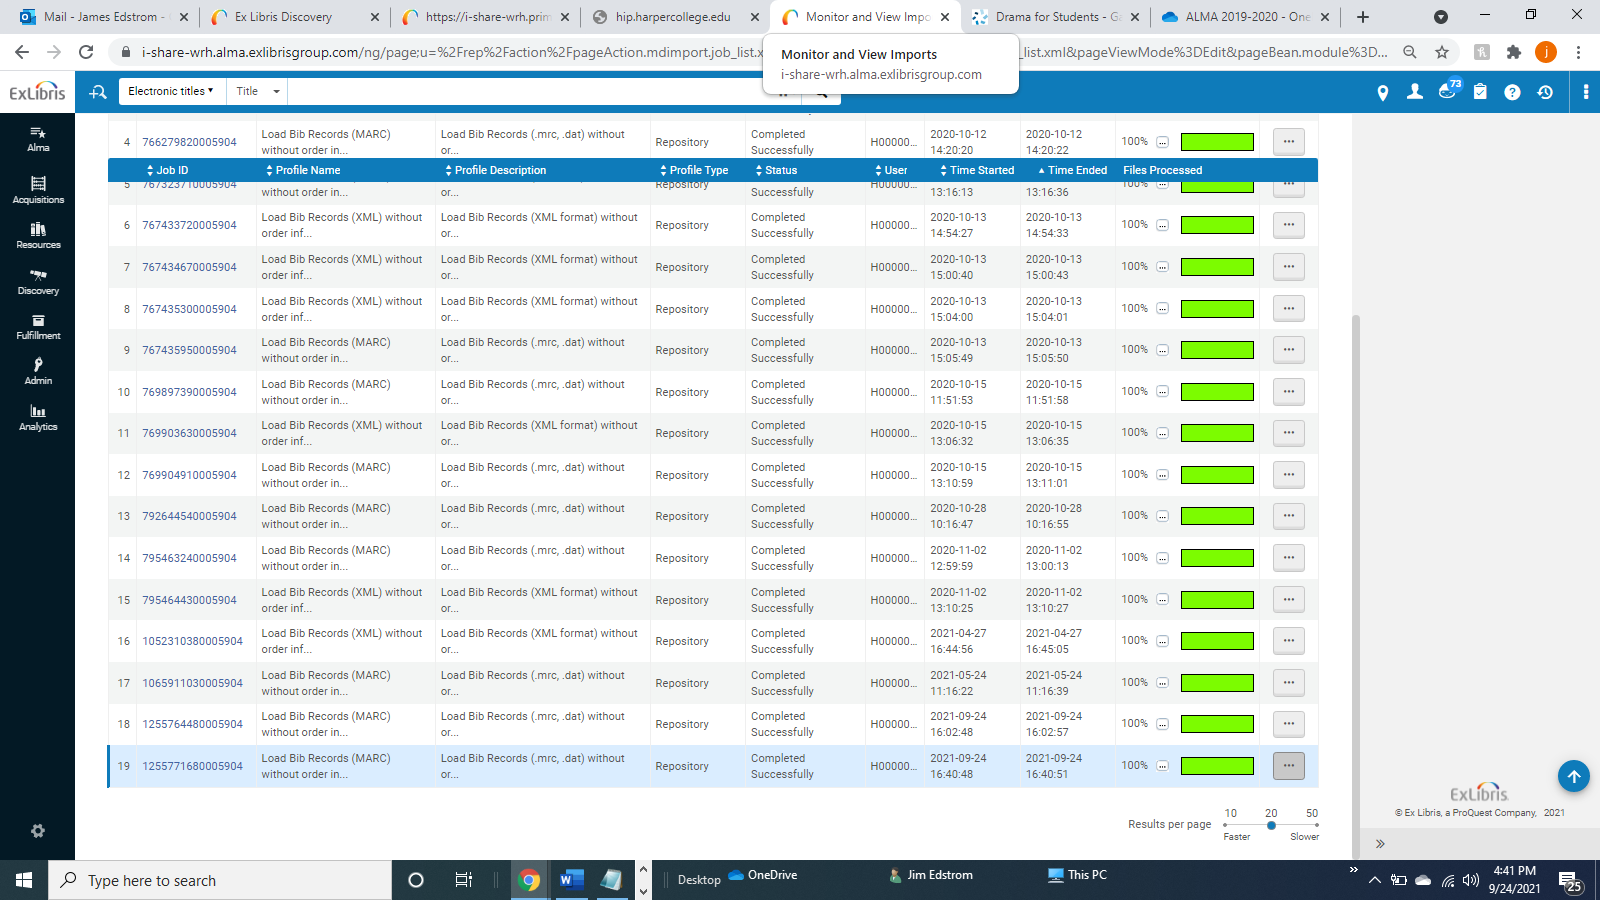 Mail - James Edstrom -
Ex Libris Discovery
https://i-share-wrh.prim
hip.harpercollege.edu
Monitor and View Impo
Drama for Students - Ga
ALMA 2019-2020 - One
i-share-wrh.alma.exlibrisgroup.com/ng/page;u=%2Frep%2Faction%2FpageAction.mdimport.job_list.x
_list.xml&pageViewMode%3DEdit&pageBean.module%3D...
j
Monitor and View Imports
i-share-wrh.alma.exlibrisgroup.com
ExLibris
Electronic titles
Title
73
Alma
Acquisitions
Resources
Discovery
Fulfillment
Admin
Analytics
4 766279820005904 Load Bib Records (MARC) without order in... Load Bib Records (.mrc, .dat) without or... Repository Completed Successfully H00000... 2020-10-12 14:20:20 2020-10-12 14:20:22 100%
Job ID Profile Name Profile Description Profile Type Status User Time Started Time Ended Files Processed
5 767323710005904 without order in... or... Repository Successfully H00000... 13:16:13 13:16:36 100%
6 767433720005904 Load Bib Records (XML) without order inf... Load Bib Records (XML format) without or... Repository Completed Successfully H00000... 2020-10-13 14:54:27 2020-10-13 14:54:33 100%
7 767434670005904 Load Bib Records (XML) without order inf... Load Bib Records (XML format) without or... Repository Completed Successfully H00000... 2020-10-13 15:00:40 2020-10-13 15:00:43 100%
8 767435300005904 Load Bib Records (XML) without order inf... Load Bib Records (XML format) without or... Repository Completed Successfully H00000... 2020-10-13 15:04:00 2020-10-13 15:04:01 100%
9 767435950005904 Load Bib Records (MARC) without order in... Load Bib Records (.mrc, .dat) without or... Repository Completed Successfully H00000... 2020-10-13 15:05:49 2020-10-13 15:05:50 100%
10 769897390005904 Load Bib Records (MARC) without order in... Load Bib Records (.mrc, .dat) without or... Repository Completed Successfully H00000... 2020-10-15 11:51:53 2020-10-15 11:51:58 100%
11 769903630005904 Load Bib Records (XML) without order inf... Load Bib Records (XML format) without or... Repository Completed Successfully H00000... 2020-10-15 13:06:32 2020-10-15 13:06:35 100%
12 769904910005904 Load Bib Records (MARC) without order in... Load Bib Records (.mrc, .dat) without or... Repository Completed Successfully H00000... 2020-10-15 13:10:59 2020-10-15 13:11:01 100%
13 792644540005904 Load Bib Records (MARC) without order in... Load Bib Records (.mrc, .dat) without or... Repository Completed Successfully H00000... 2020-10-28 10:16:47 2020-10-28 10:16:55 100%
14 795463240005904 Load Bib Records (MARC) without order in... Load Bib Records (.mrc, .dat) without or... Repository Completed Successfully H00000... 2020-11-02 12:59:59 2020-11-02 13:00:13 100%
15 795464430005904 Load Bib Records (XML) without order inf... Load Bib Records (XML format) without or... Repository Completed Successfully H00000... 2020-11-02 13:10:25 2020-11-02 13:10:27 100%
16 1052310380005904 Load Bib Records (XML) without order inf... Load Bib Records (XML format) without or... Repository Completed Successfully H00000... 2021-04-27 16:44:56 2021-04-27 16:45:05 100%
17 1065911030005904 Load Bib Records (MARC) without order in... Load Bib Records (.mrc, .dat) without or... Repository Completed Successfully H00000... 2021-05-24 11:16:22 2021-05-24 11:16:39 100%
18 1255764480005904 Load Bib Records (MARC) without order in... Load Bib Records (.mrc, .dat) without or... Repository Completed Successfully H00000... 2021-09-24 16:02:48 2021-09-24 16:02:57 100%
19 1255771680005904 Load Bib Records (MARC) without order in... Load Bib Records (.mrc, .dat) without or... Repository Completed Successfully H00000... 2021-09-24 16:40:48 2021-09-24 16:40:51 100%
Results per page
10 20 50
Faster Slower
ExLibris
© Ex Libris, a ProQuest Company, 2021
Type here to search
Desktop
OneDrive
Jim Edstrom
This PC
4:41 PM
9/24/2021
25